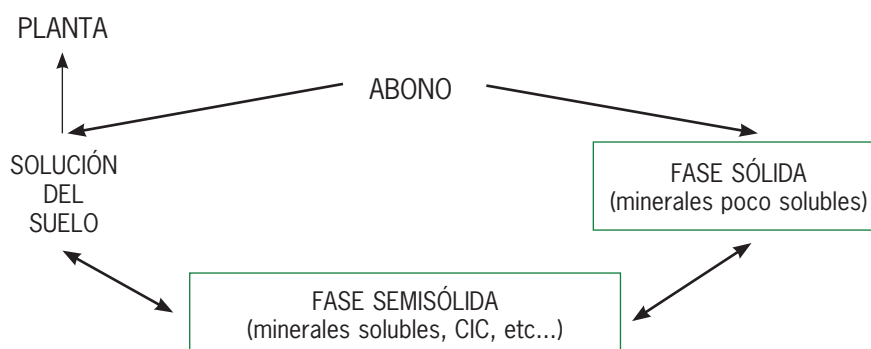 PLANTA
ABONO
SOLUCIÓN
DEL
SUELO
FASE SÓLIDA
(minerales poco solubles)
FASE SEMISÓLIDA
(minerales solubles, CIC, etc...)